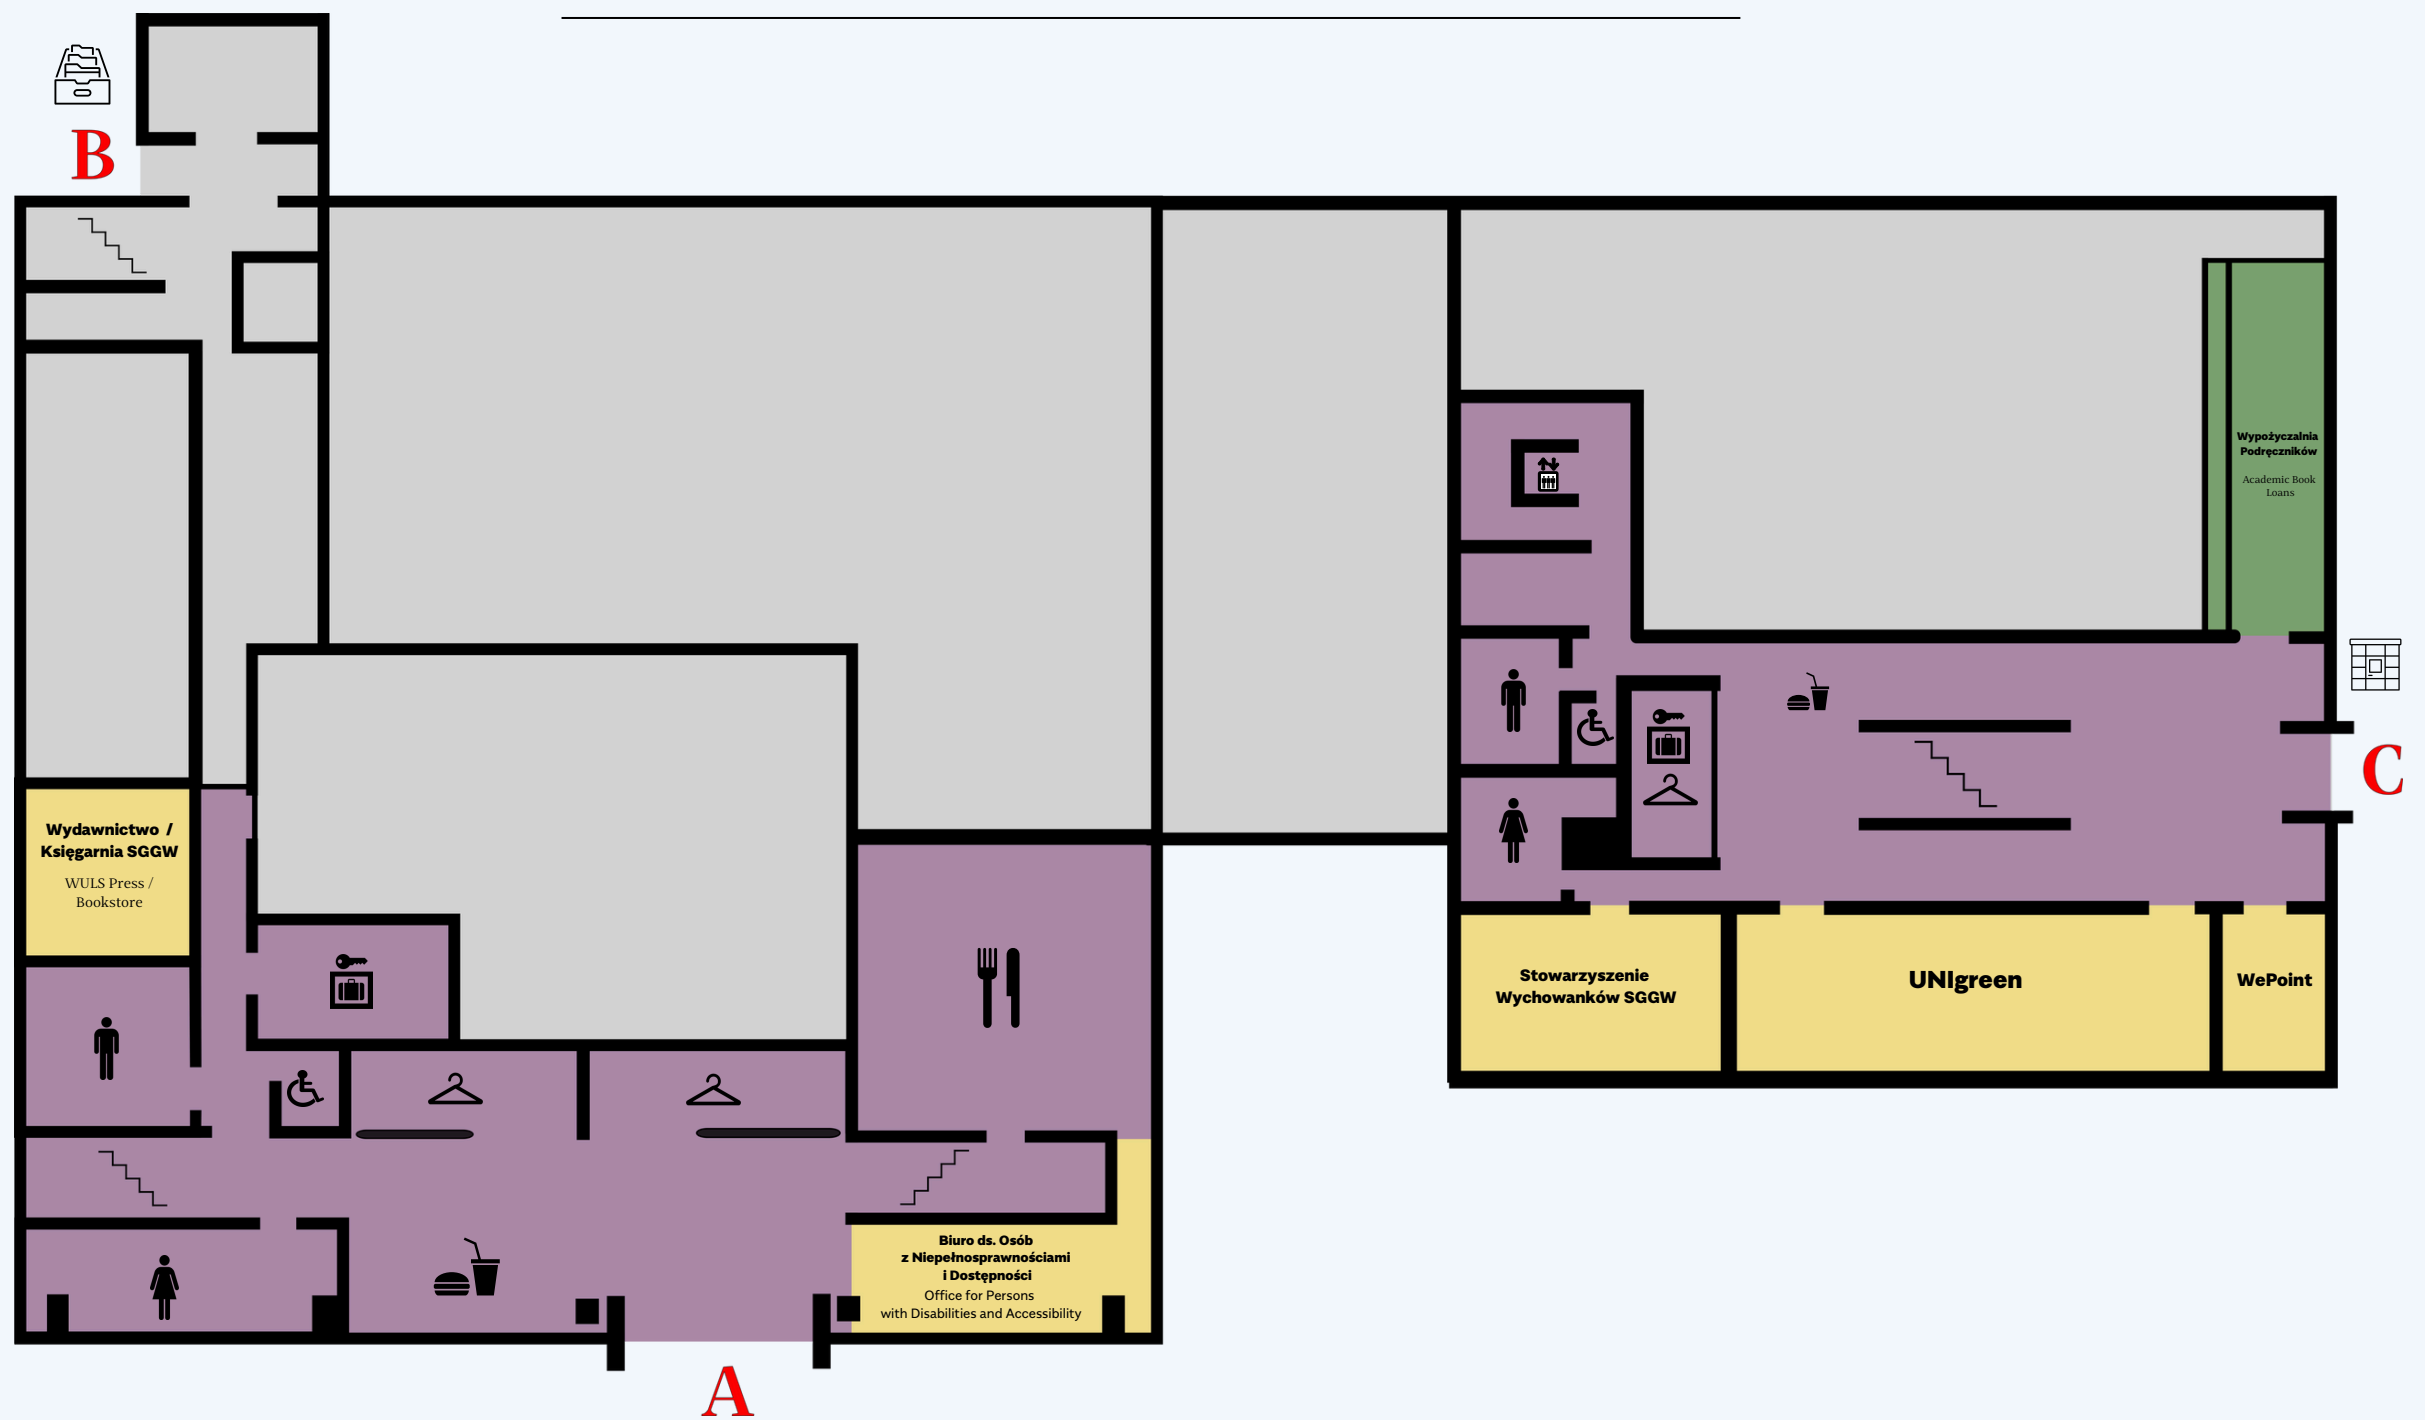 B
Wypożyczalnia
Podręczników
Academic Book
Loans
C
Wydawnictwo /
Księgarnia SGGW
WULS Press /
Bookstore
Stowarzyszenie
Wychowanków SGGW
UNIgreen
WePoint
Biuro ds. Osób
z Niepełnosprawnościami
i Dostępności
Office for Persons
with Disabilities and Accessibility
A